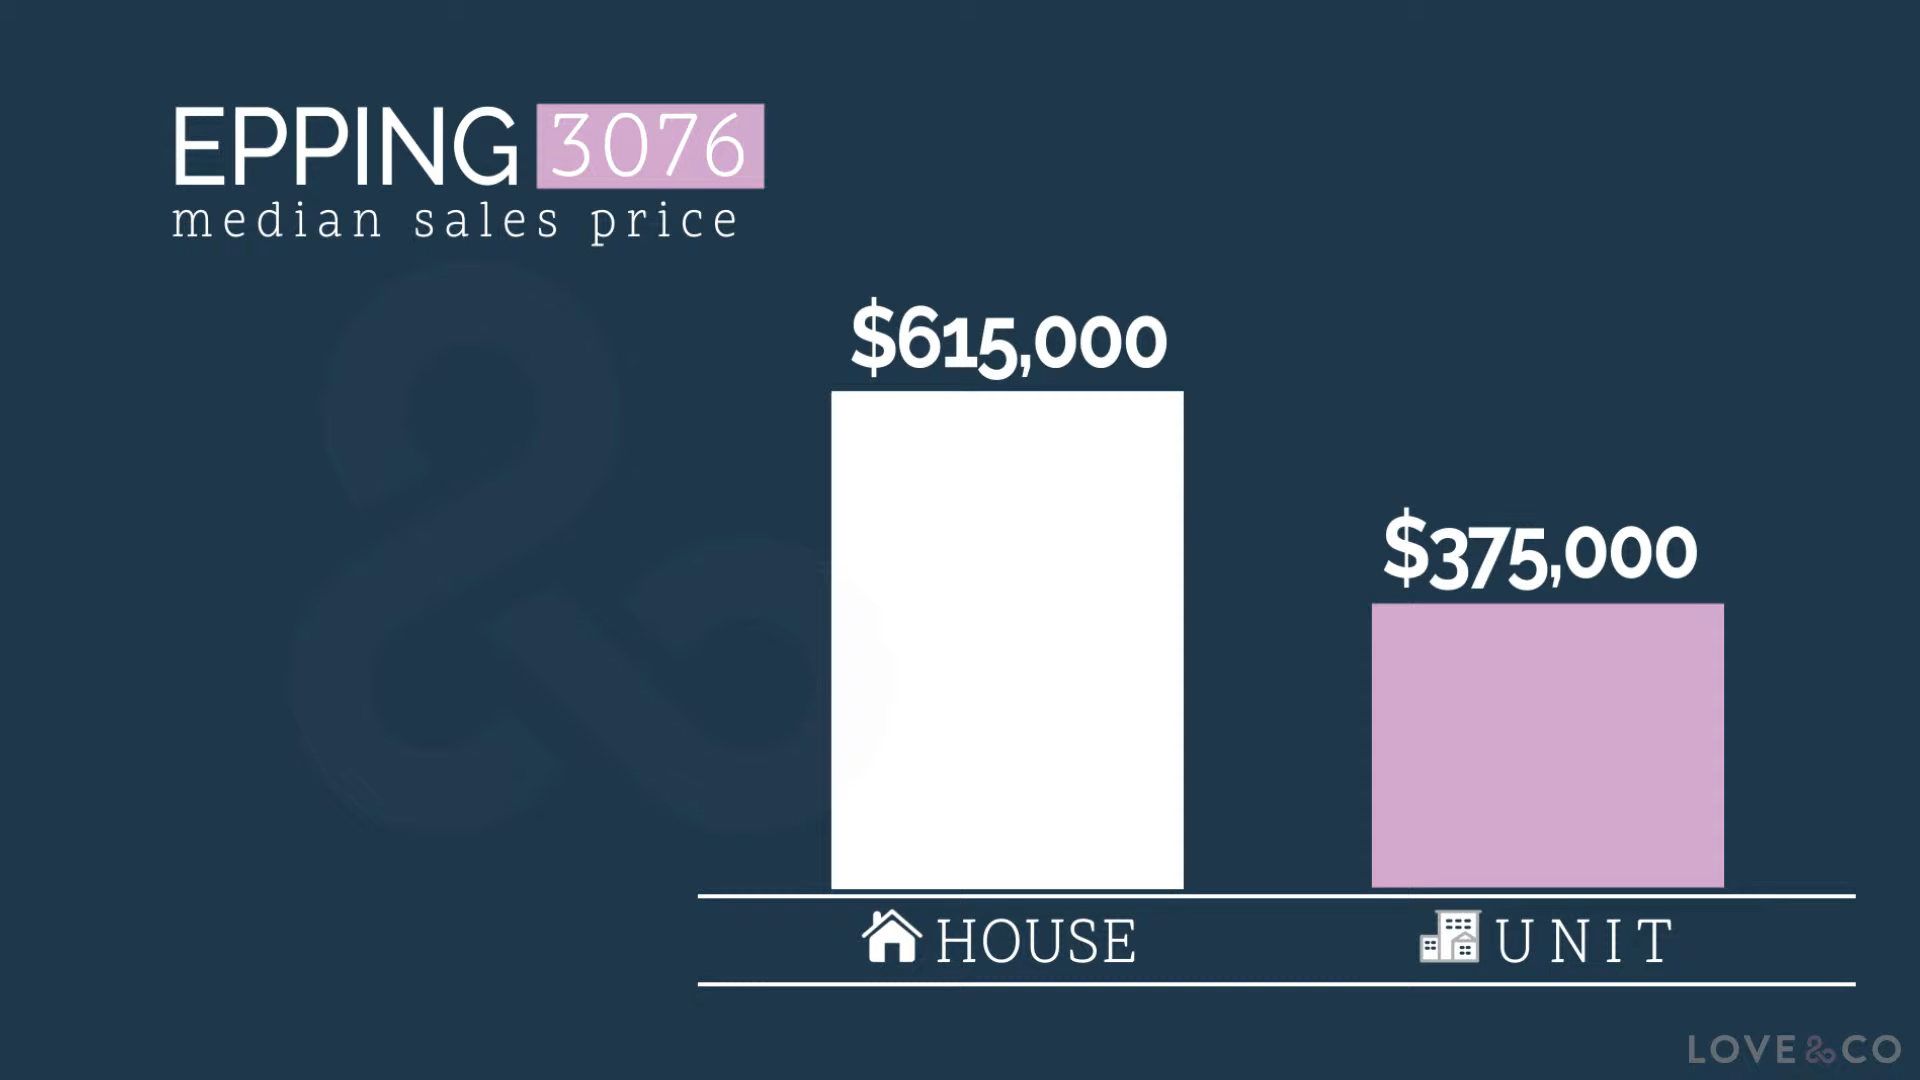 EPPING 3076
median sales price
$615,000
$375,000
HOUSE
UNIT
LOVE&CO